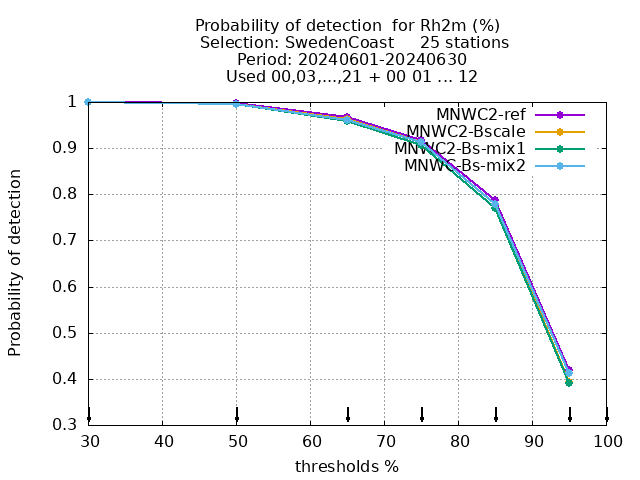 Probability of detection  for Rh2m (%)
Selection: SwedenCoast     25 stations
Period: 20240601-20240630
Used 00,03,...,21 + 00 01 ... 12
MNWC2-ref
MNWC2-Bscale
MNWC2-Bs-mix1
MNWC-Bs-mix2
Probability of detection
1
0.9
0.8
0.7
0.6
0.5
0.4
0.3
30 40 50 60 70 80 90 100
thresholds %